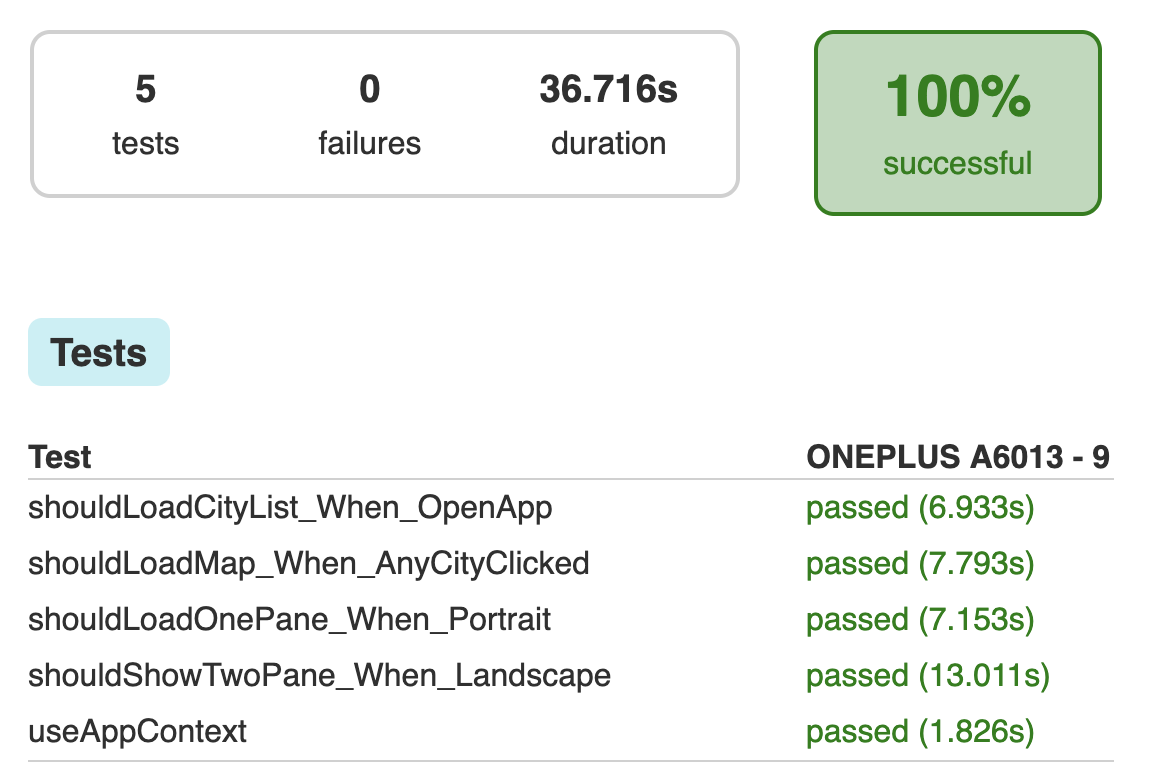 5 0 36.716s 100%
tests failures duration successful
Tests
Test ONEPLUS A6013 - 9
shouldLoadCityList_When_OpenApp passed (6.933s)
shouldLoadMap_When_AnyCityClicked passed (7.793s)
shouldLoadOnePane_When_Portrait passed (7.153s)
shouldShowTwoPane_When_Landscape passed (13.011s)
useAppContext passed (1.826s)